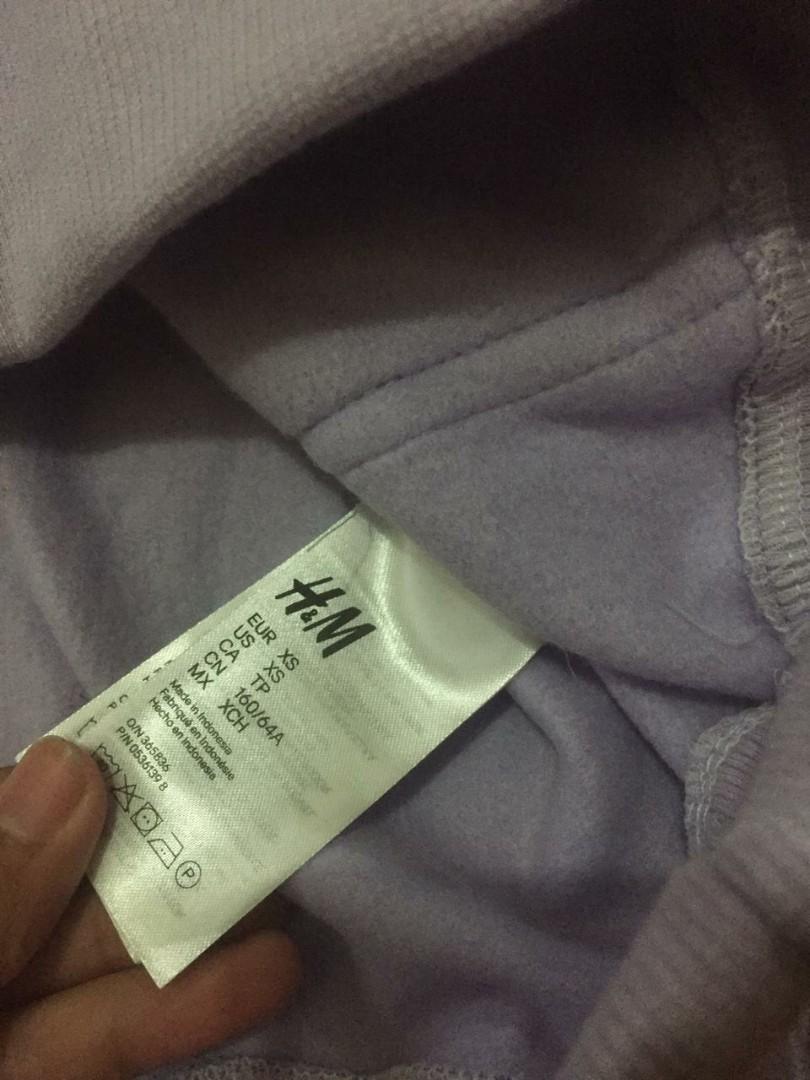 H&M
EUR XS
US XS
CA TP
CN 160/64A
MX XCH
Made in Indonesia
Fabriqué en Indonésie
Hecho en Indonesia
O/N 365836
P/N 0536139 8
P